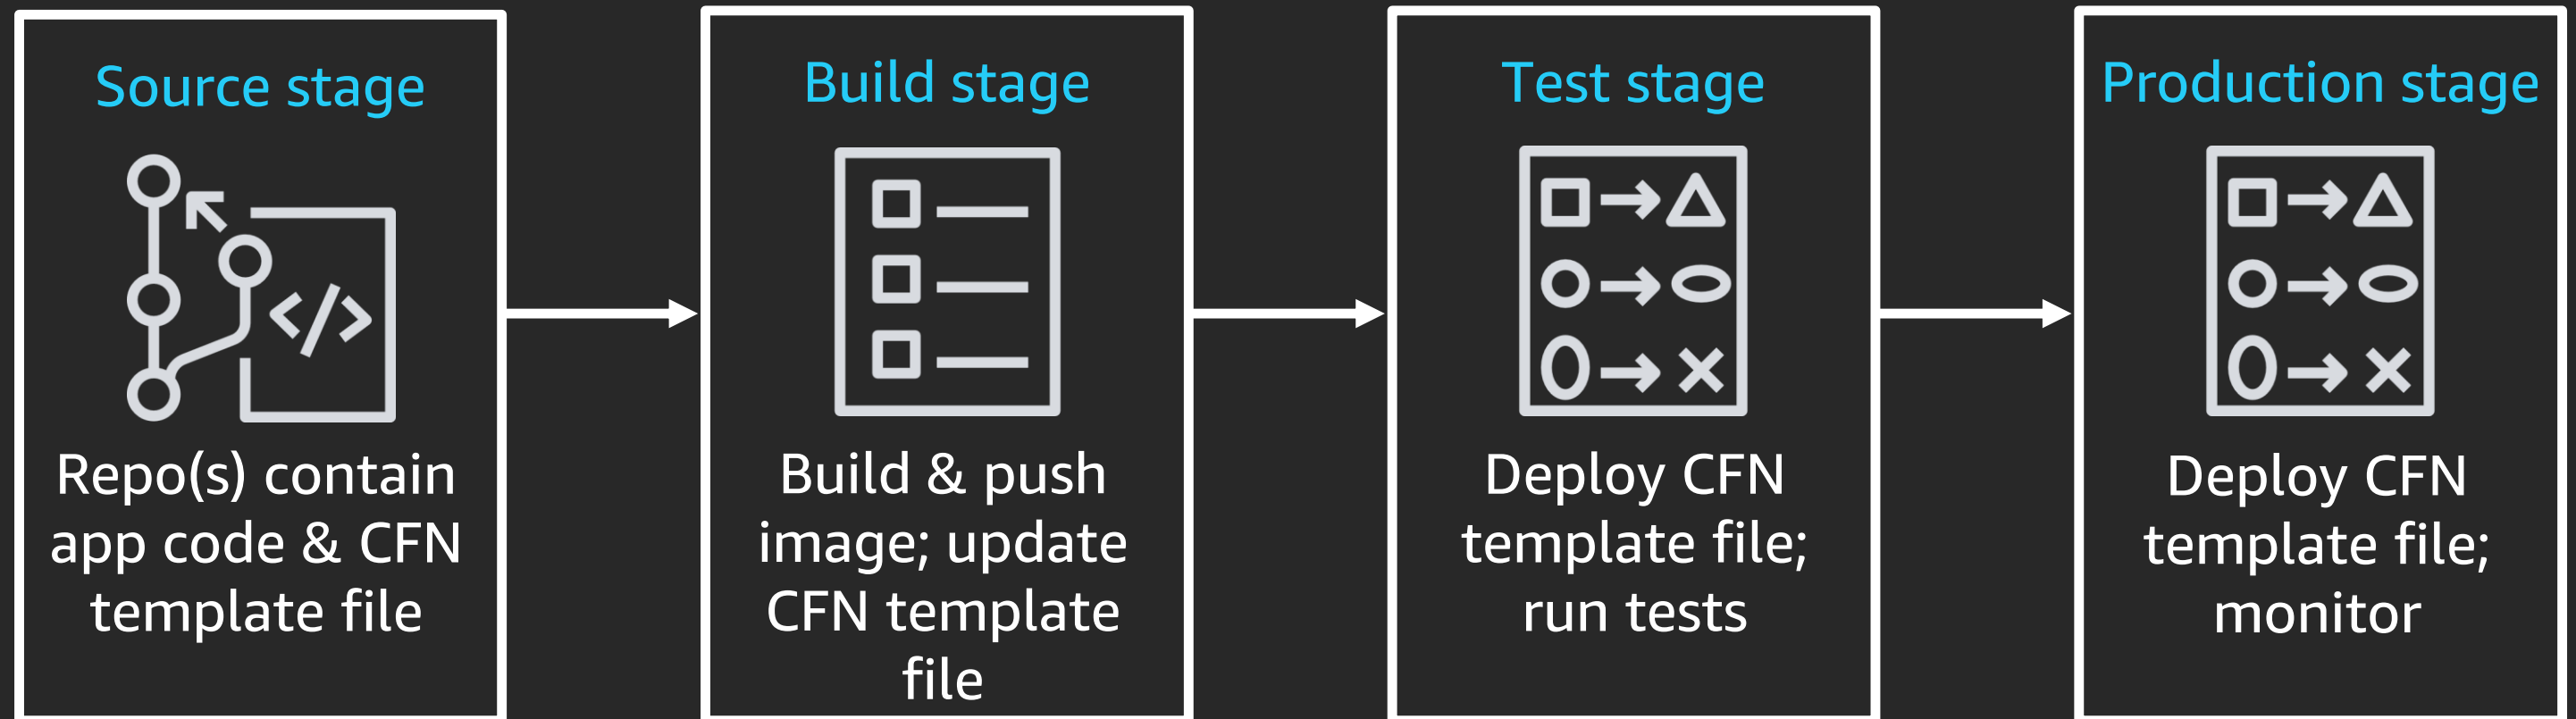 Source stage
Repo(s) contain
app code & CFN
template file
Build stage
Build & push
image; update
CFN template
file
Test stage
Deploy CFN
template file;
run tests
Production stage
Deploy CFN
template file;
monitor